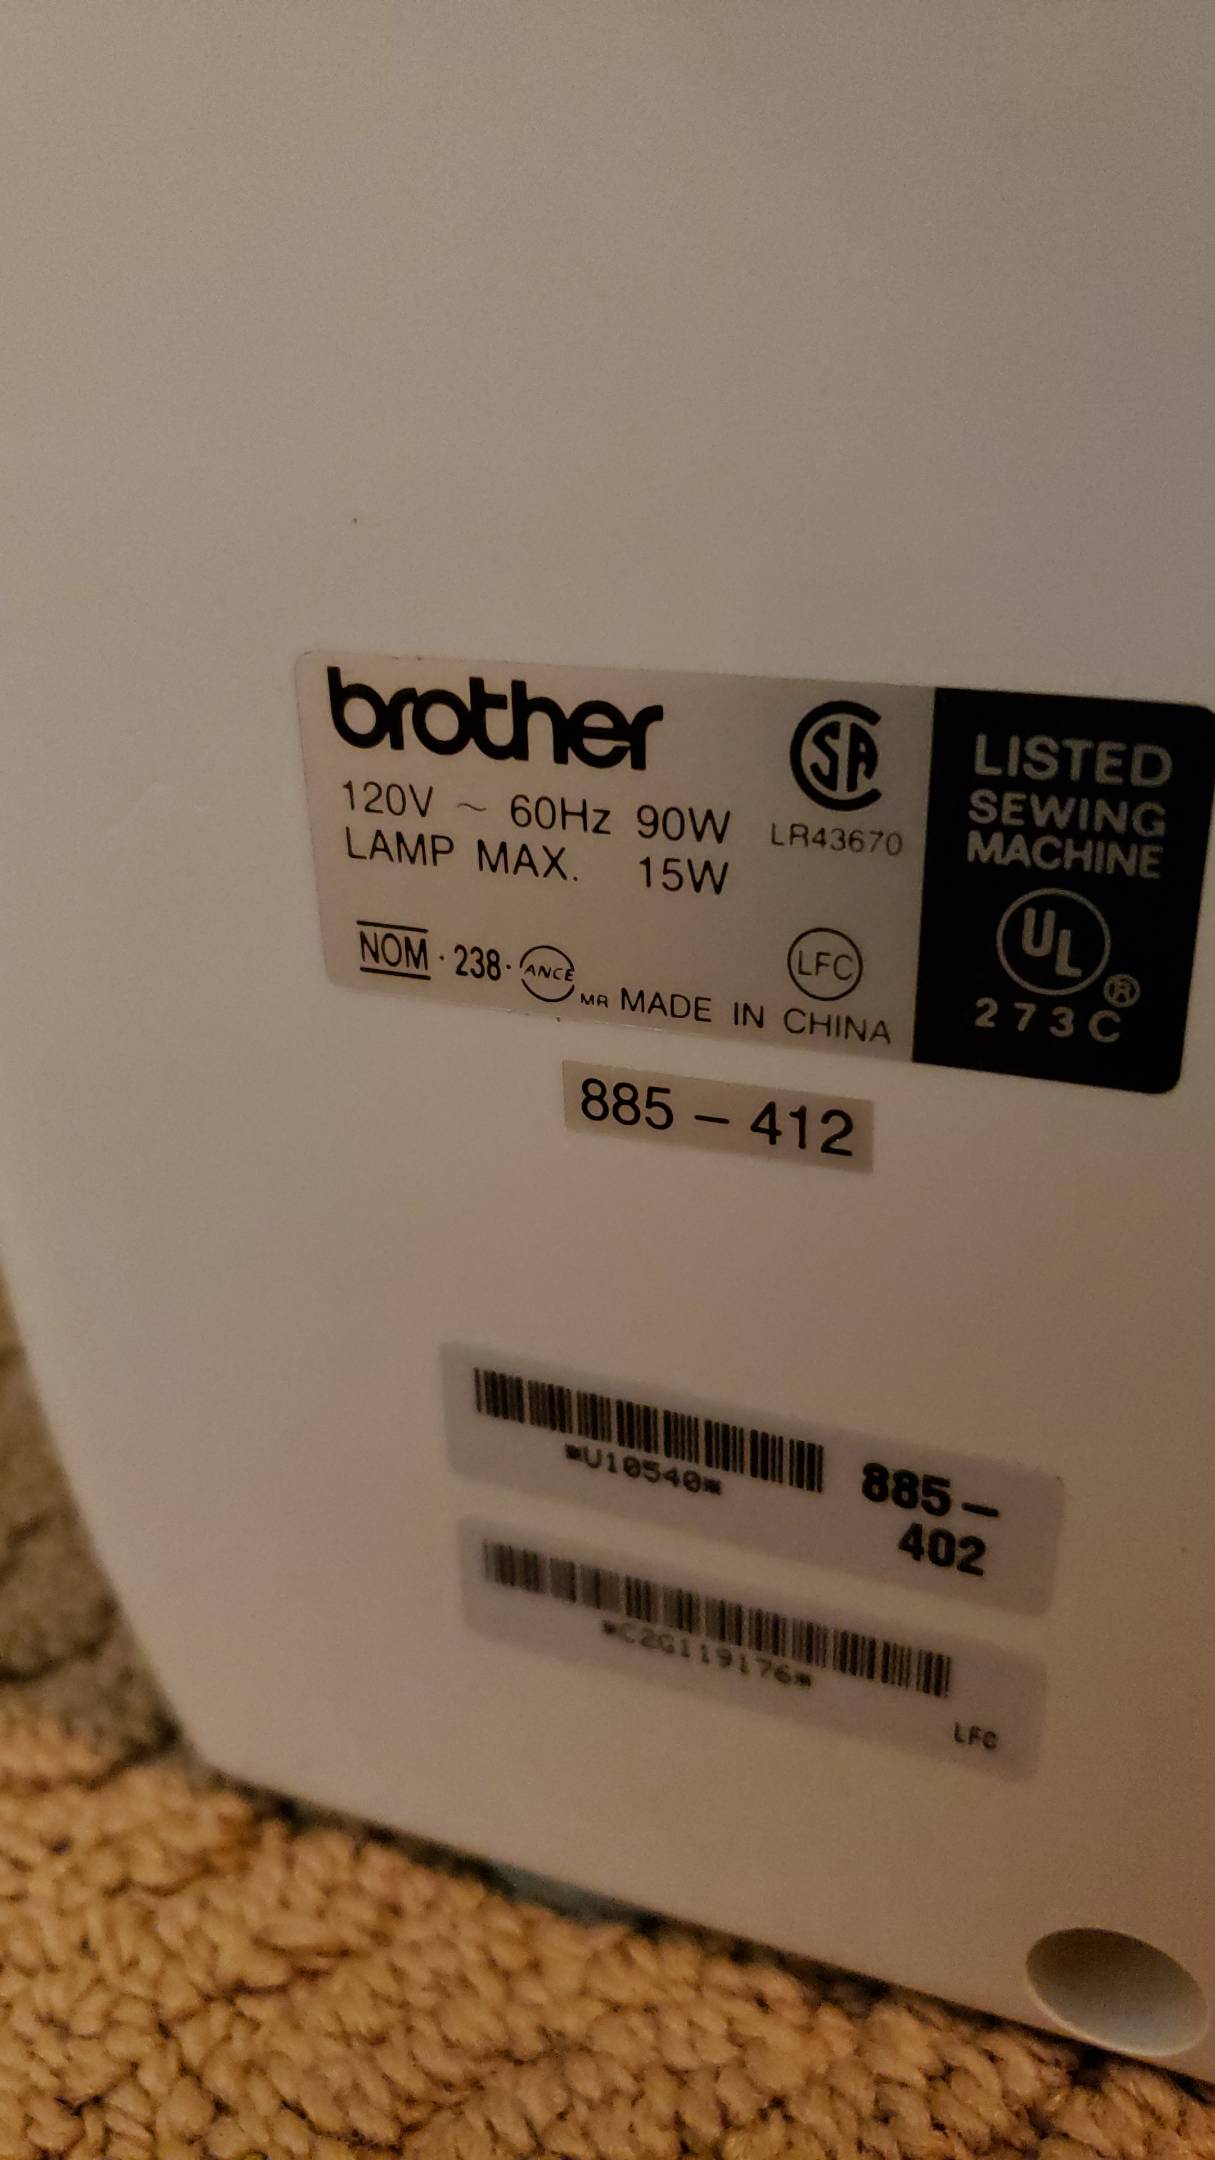 brother
120V ~ 60Hz 90W
LAMP MAX. 15W
SA
LR43670
NOM · 238 · ANCE MR MADE IN CHINA
LFC
LISTED
SEWING
MACHINE
UL ®
273C
885 – 412
*U10540*
885–
402
*C2G119176*
LFC